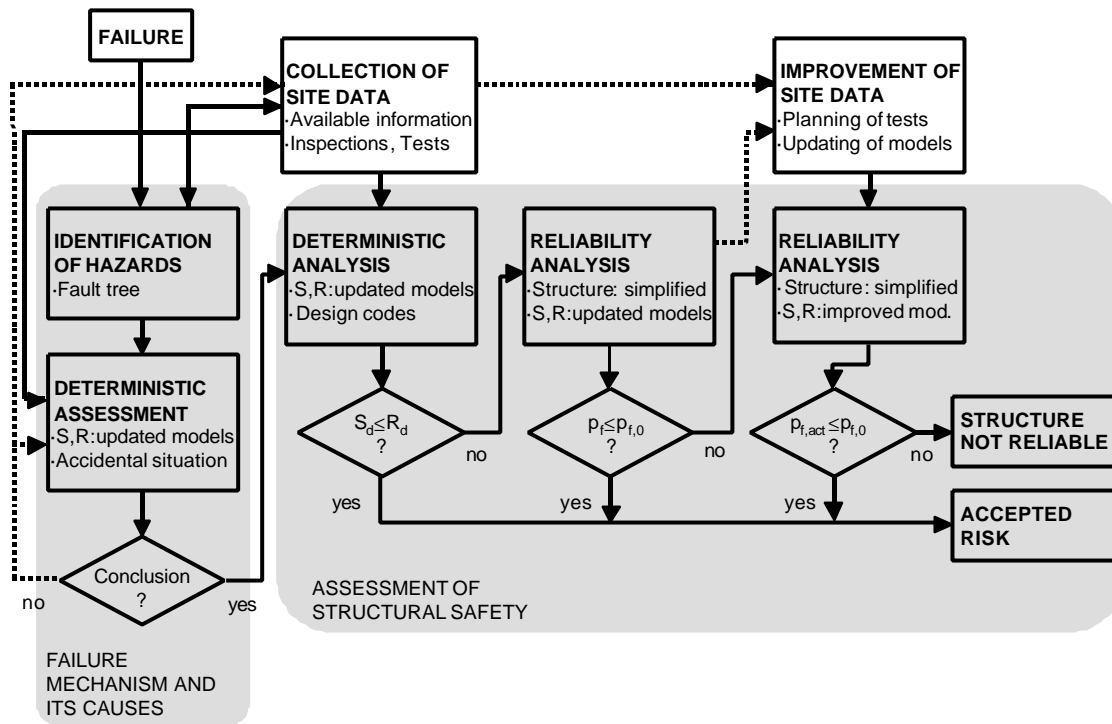 FAILURE
COLLECTION OF
SITE DATA
·Available information
·Inspections, Tests
IMPROVEMENT OF
SITE DATA
·Planning of tests
·Updating of models
IDENTIFICATION
OF HAZARDS
·Fault tree
DETERMINISTIC
ANALYSIS
·S,R:updated models
·Design codes
RELIABILITY
ANALYSIS
·Structure: simplified
·S,R:updated models
RELIABILITY
ANALYSIS
·Structure: simplified
·S,R:improved mod.
DETERMINISTIC
ASSESSMENT
·S,R:updated models
·Accidental situation
S_d≤R_d
?
no
yes
p_f≤p_f,0
?
no
yes
p_f,act≤p_f,0
?
no
yes
STRUCTURE
NOT RELIABLE
ACCEPTED
RISK
Conclusion
?
no
yes
ASSESSMENT OF
STRUCTURAL SAFETY
FAILURE
MECHANISM AND
ITS CAUSES